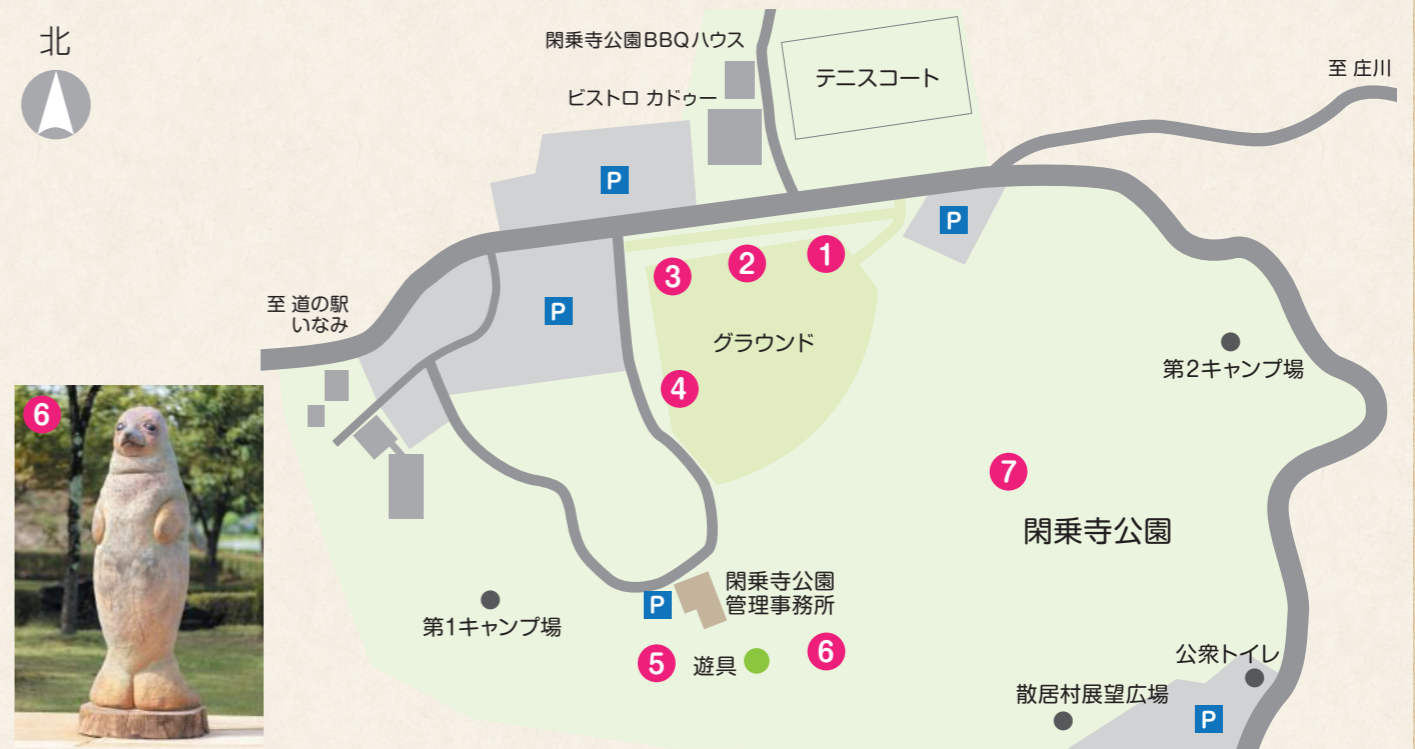 北
閑乗寺公園BBQハウス
ビストロ カドゥー
テニスコート
至 庄川
P
P
P
1
2
3
至 道の駅
いなみ
グラウンド
4
第2キャンプ場
6
7
閑乗寺公園
閑乗寺公園
管理事務所
P
第1キャンプ場
5
遊具
6
公衆トイレ
散居村展望広場
P